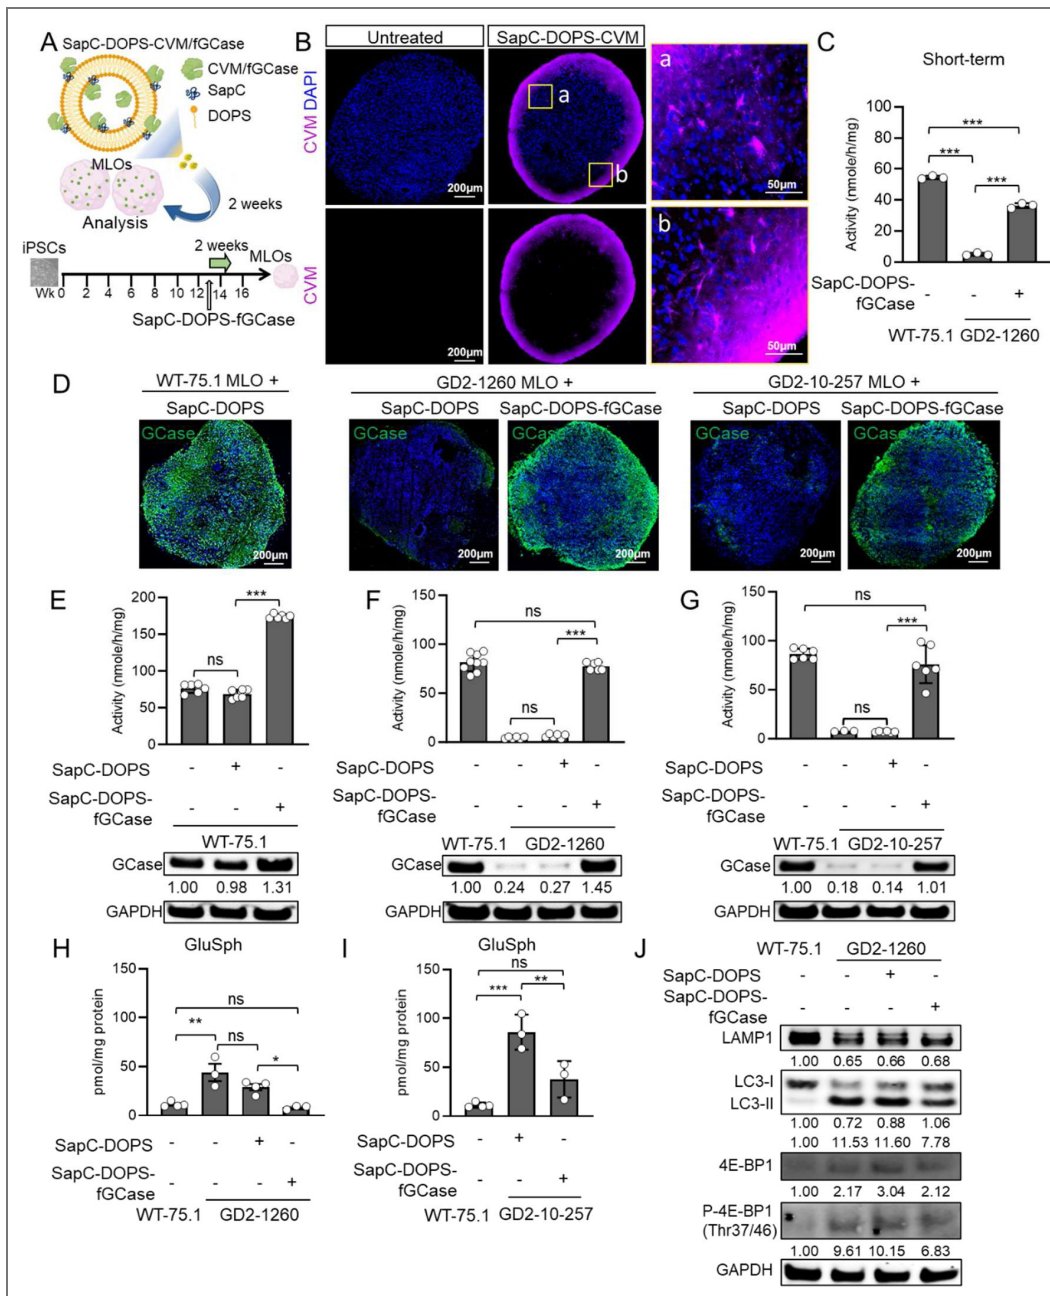 A
SapC-DOPS-CVM/fGCase
CVM/fGCase
SapC
DOPS
MLOs
Analysis
2 weeks
iPSCs
2 weeks
MLOs
Wk 0 2 4 6 8 10 12 14 16
SapC-DOPS-fGCase
B
Untreated
SapC-DOPS-CVM
CVM DAPI
a
b
200µm
a
50µm
CVM
200µm
b
50µm
C
Short-term
Activity (nmole/h/mg)
100
80
60
40
20
0
***
***
***
SapC-DOPS-
fGCase
- - +
WT-75.1 GD2-1260
D
WT-75.1 MLO +
SapC-DOPS
GCase
200µm
GD2-1260 MLO +
SapC-DOPS SapC-DOPS-fGCase
GCase GCase
200µm 200µm
GD2-10-257 MLO +
SapC-DOPS SapC-DOPS-fGCase
GCase GCase
200µm 200µm
E
Activity (nmole/h/mg)
200
150
100
50
0
ns
***
SapC-DOPS - + -
SapC-DOPS-
fGCase
- - +
WT-75.1
GCase
1.00 0.98 1.31
GAPDH
F
Activity (nmole/h/mg)
150
100
50
0
ns
***
ns
SapC-DOPS - - + -
SapC-DOPS-
fGCase
- - - +
WT-75.1 GD2-1260
GCase
1.00 0.24 0.27 1.45
GAPDH
G
Activity (nmole/h/mg)
150
100
50
0
ns
***
ns
SapC-DOPS - - + -
SapC-DOPS-
fGCase
- - - +
WT-75.1 GD2-10-257
GCase
1.00 0.18 0.14 1.01
GAPDH
H
GluSph
pmol/mg protein
150
100
50
0
ns
**
ns
*
SapC-DOPS - - + -
SapC-DOPS-
fGCase
- - - +
WT-75.1 GD2-1260
I
GluSph
pmol/mg protein
150
100
50
0
ns
***
**
SapC-DOPS - + -
SapC-DOPS-
fGCase
- - +
WT-75.1 GD2-10-257
J
WT-75.1 GD2-1260
SapC-DOPS - - + -
SapC-DOPS-
fGCase
- - - +
LAMP1
1.00 0.65 0.66 0.68
LC3-I
LC3-II
1.00 0.72 0.88 1.06
1.00 11.53 11.60 7.78
4E-BP1
1.00 2.17 3.04 2.12
P-4E-BP1
(Thr37/46)
1.00 9.61 10.15 6.83
GAPDH